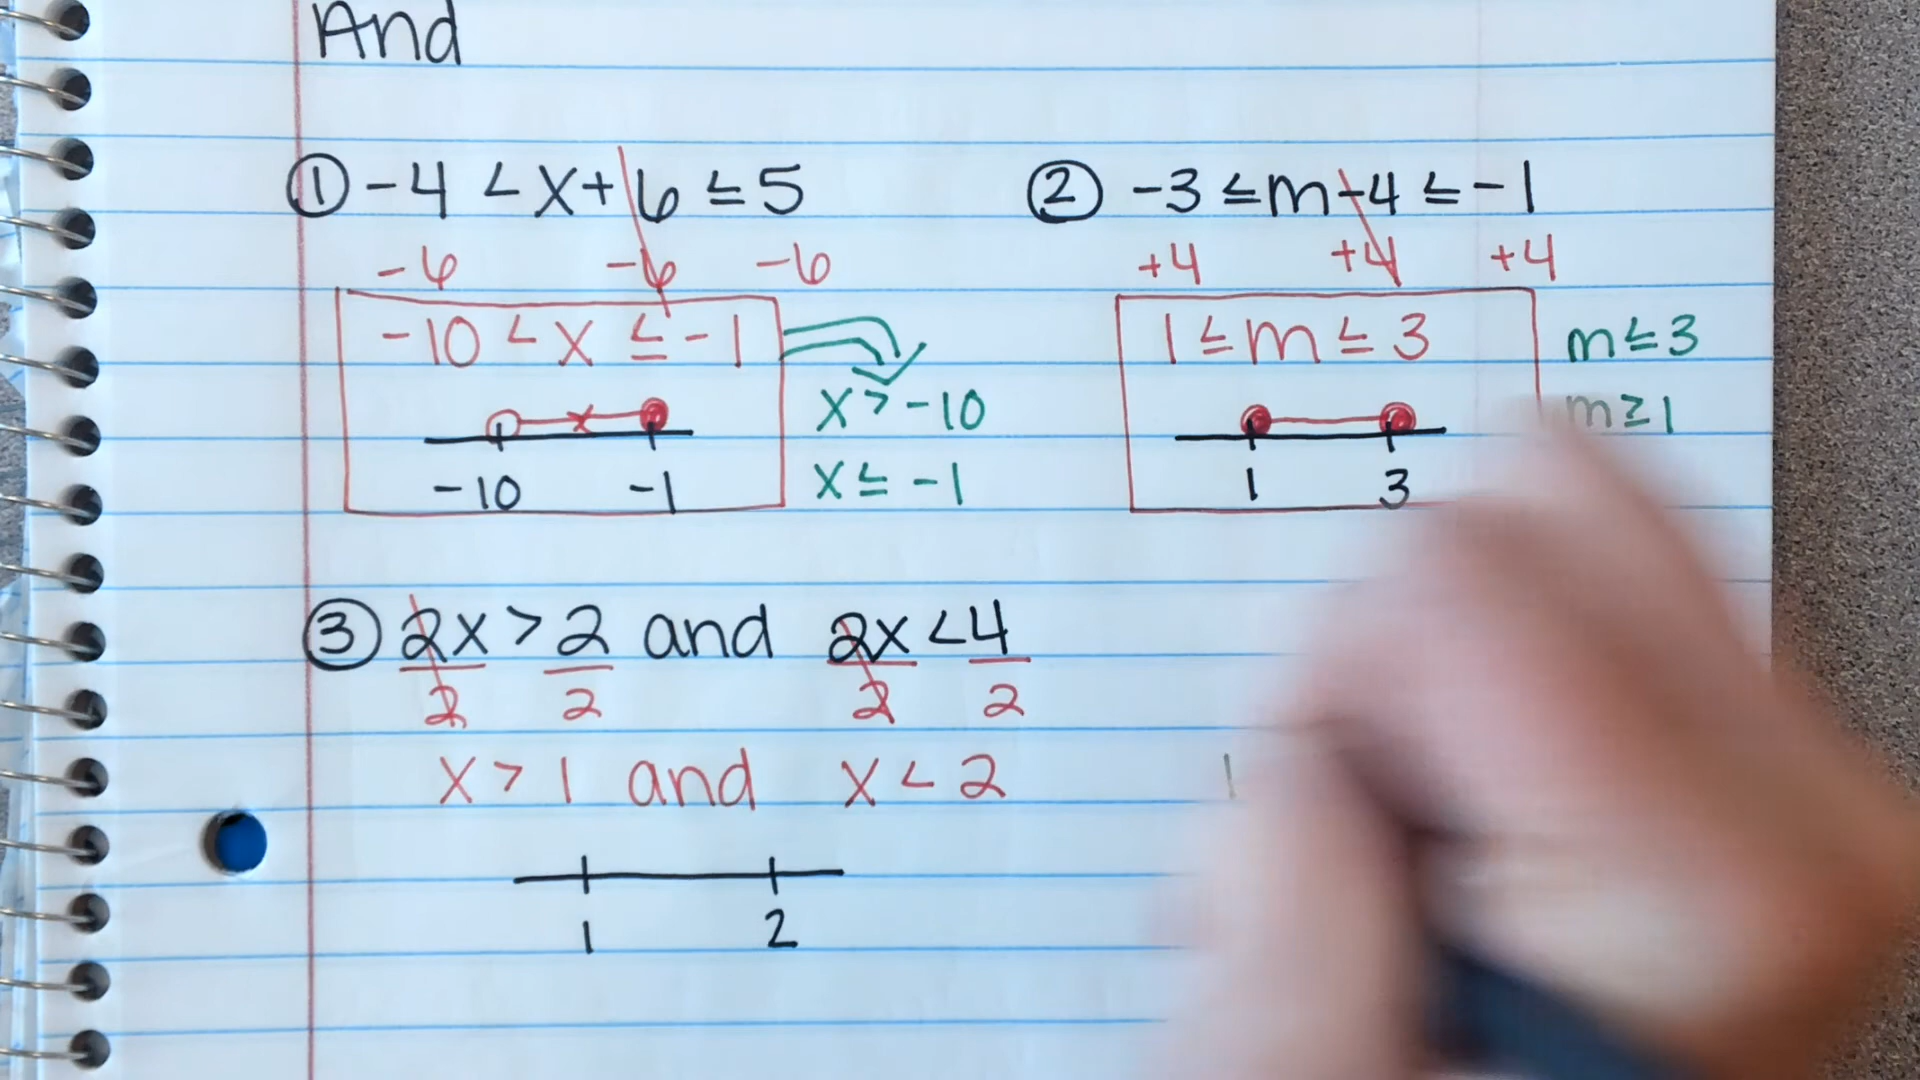 And
① -4 < x + 6 ≤ 5
-6 -6 -6
-10 < x ≤ -1
-10 -1
x > -10
x ≤ -1
② -3 ≤ m - 4 ≤ -1
+4 +4 +4
1 ≤ m ≤ 3
1 3
m ≤ 3
m ≥ 1
③ 2x > 2 and 2x < 4
2 2 2 2
x > 1 and x < 2
1 2